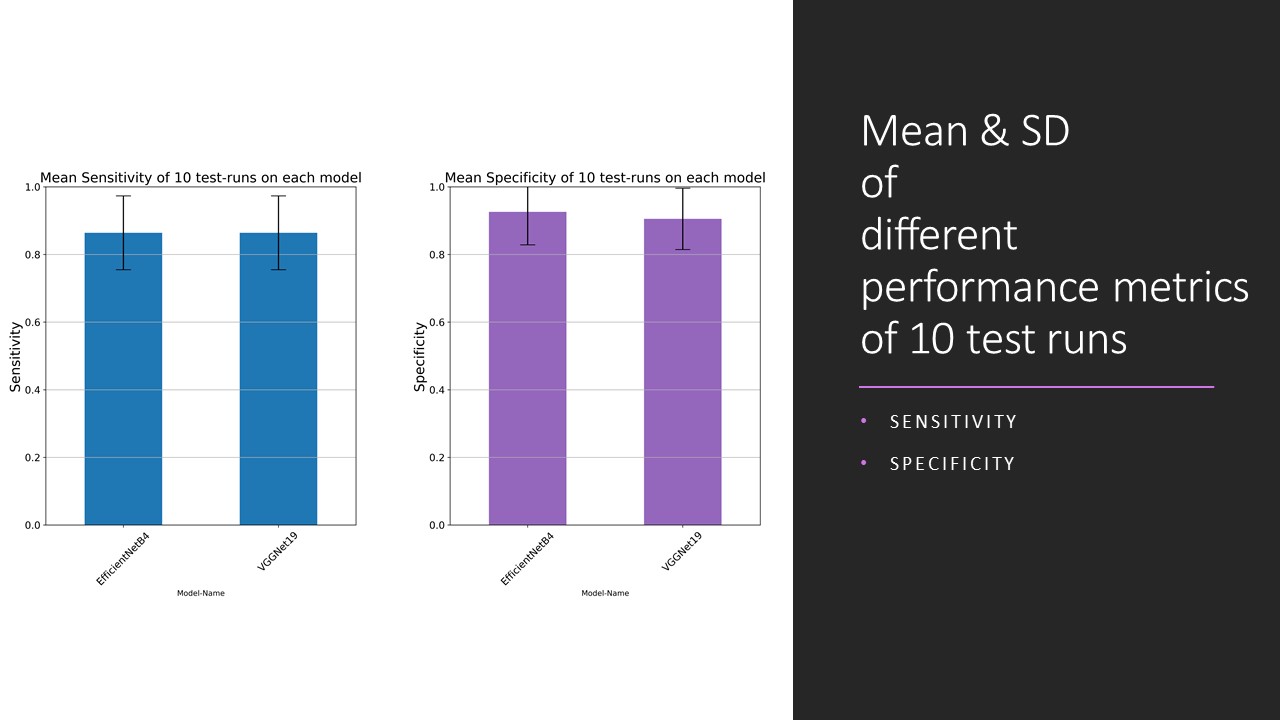 Mean Sensitivity of 10 test-runs on each model
1.0
0.8
0.6
0.4
0.2
0.0
Sensitivity
EfficientNetB4
VGGNet19
Model-Name
Mean Specificity of 10 test-runs on each model
1.0
0.8
0.6
0.4
0.2
0.0
Specificity
EfficientNetB4
VGGNet19
Model-Name
Mean & SD
of
different
performance metrics
of 10 test runs
• SENSITIVITY
• SPECIFICITY